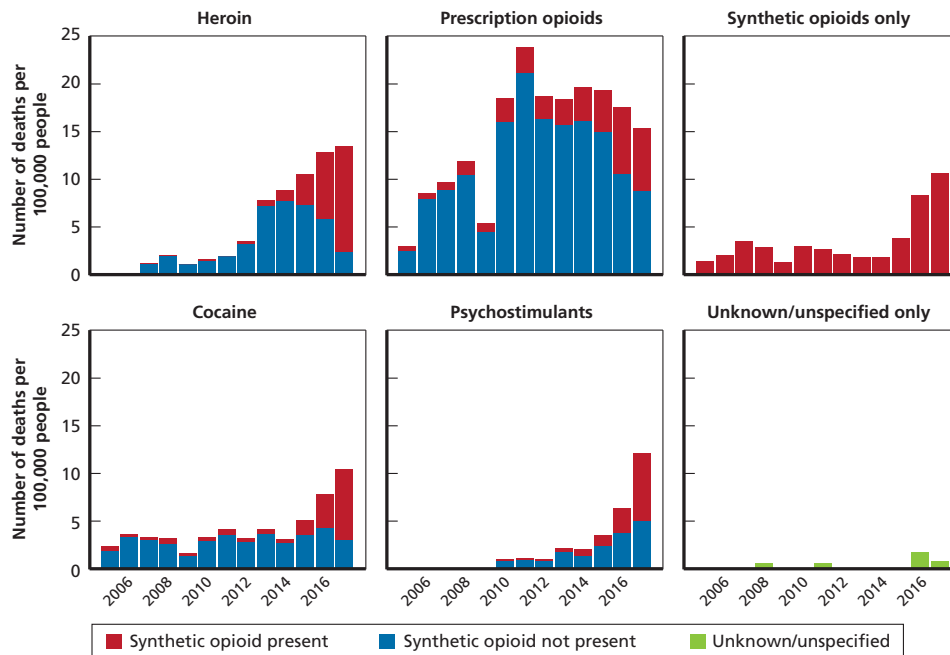 Heroin
Prescription opioids
Synthetic opioids only
Number of deaths per
100,000 people
25
20
15
10
5
0
Cocaine
Psychostimulants
Unknown/unspecified only
Number of deaths per
100,000 people
25
20
15
10
5
0
2006 2008 2010 2012 2014 2016
2006 2008 2010 2012 2014 2016
2006 2008 2010 2012 2014 2016
Synthetic opioid present
Synthetic opioid not present
Unknown/unspecified